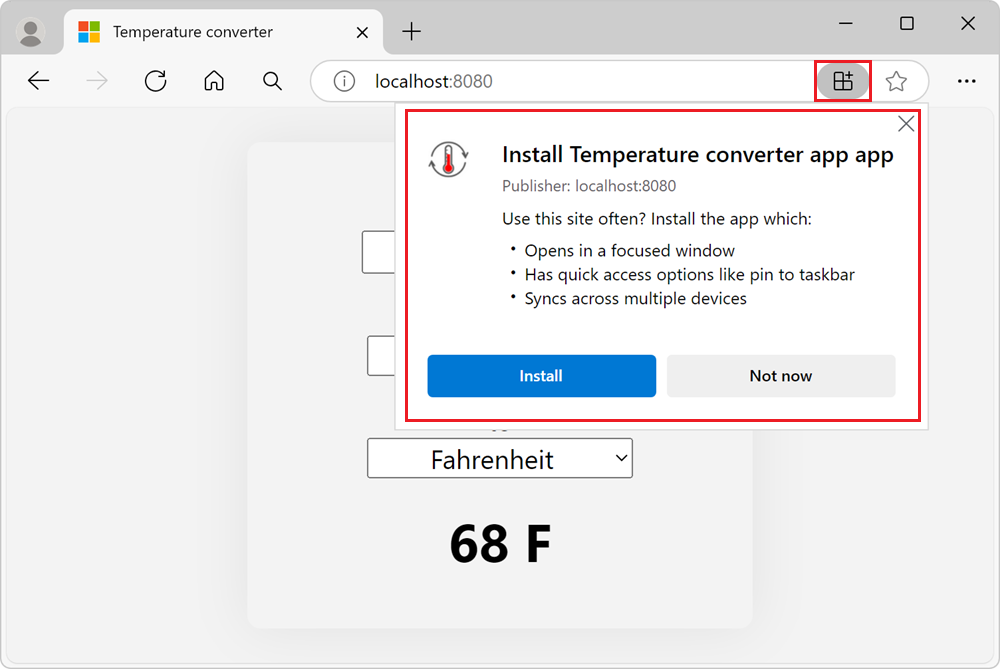 Temperature converter
localhost:8080
Install Temperature converter app app
Publisher: localhost:8080
Use this site often? Install the app which:
• Opens in a focused window
• Has quick access options like pin to taskbar
• Syncs across multiple devices
Install
Not now
Fahrenheit
68 F